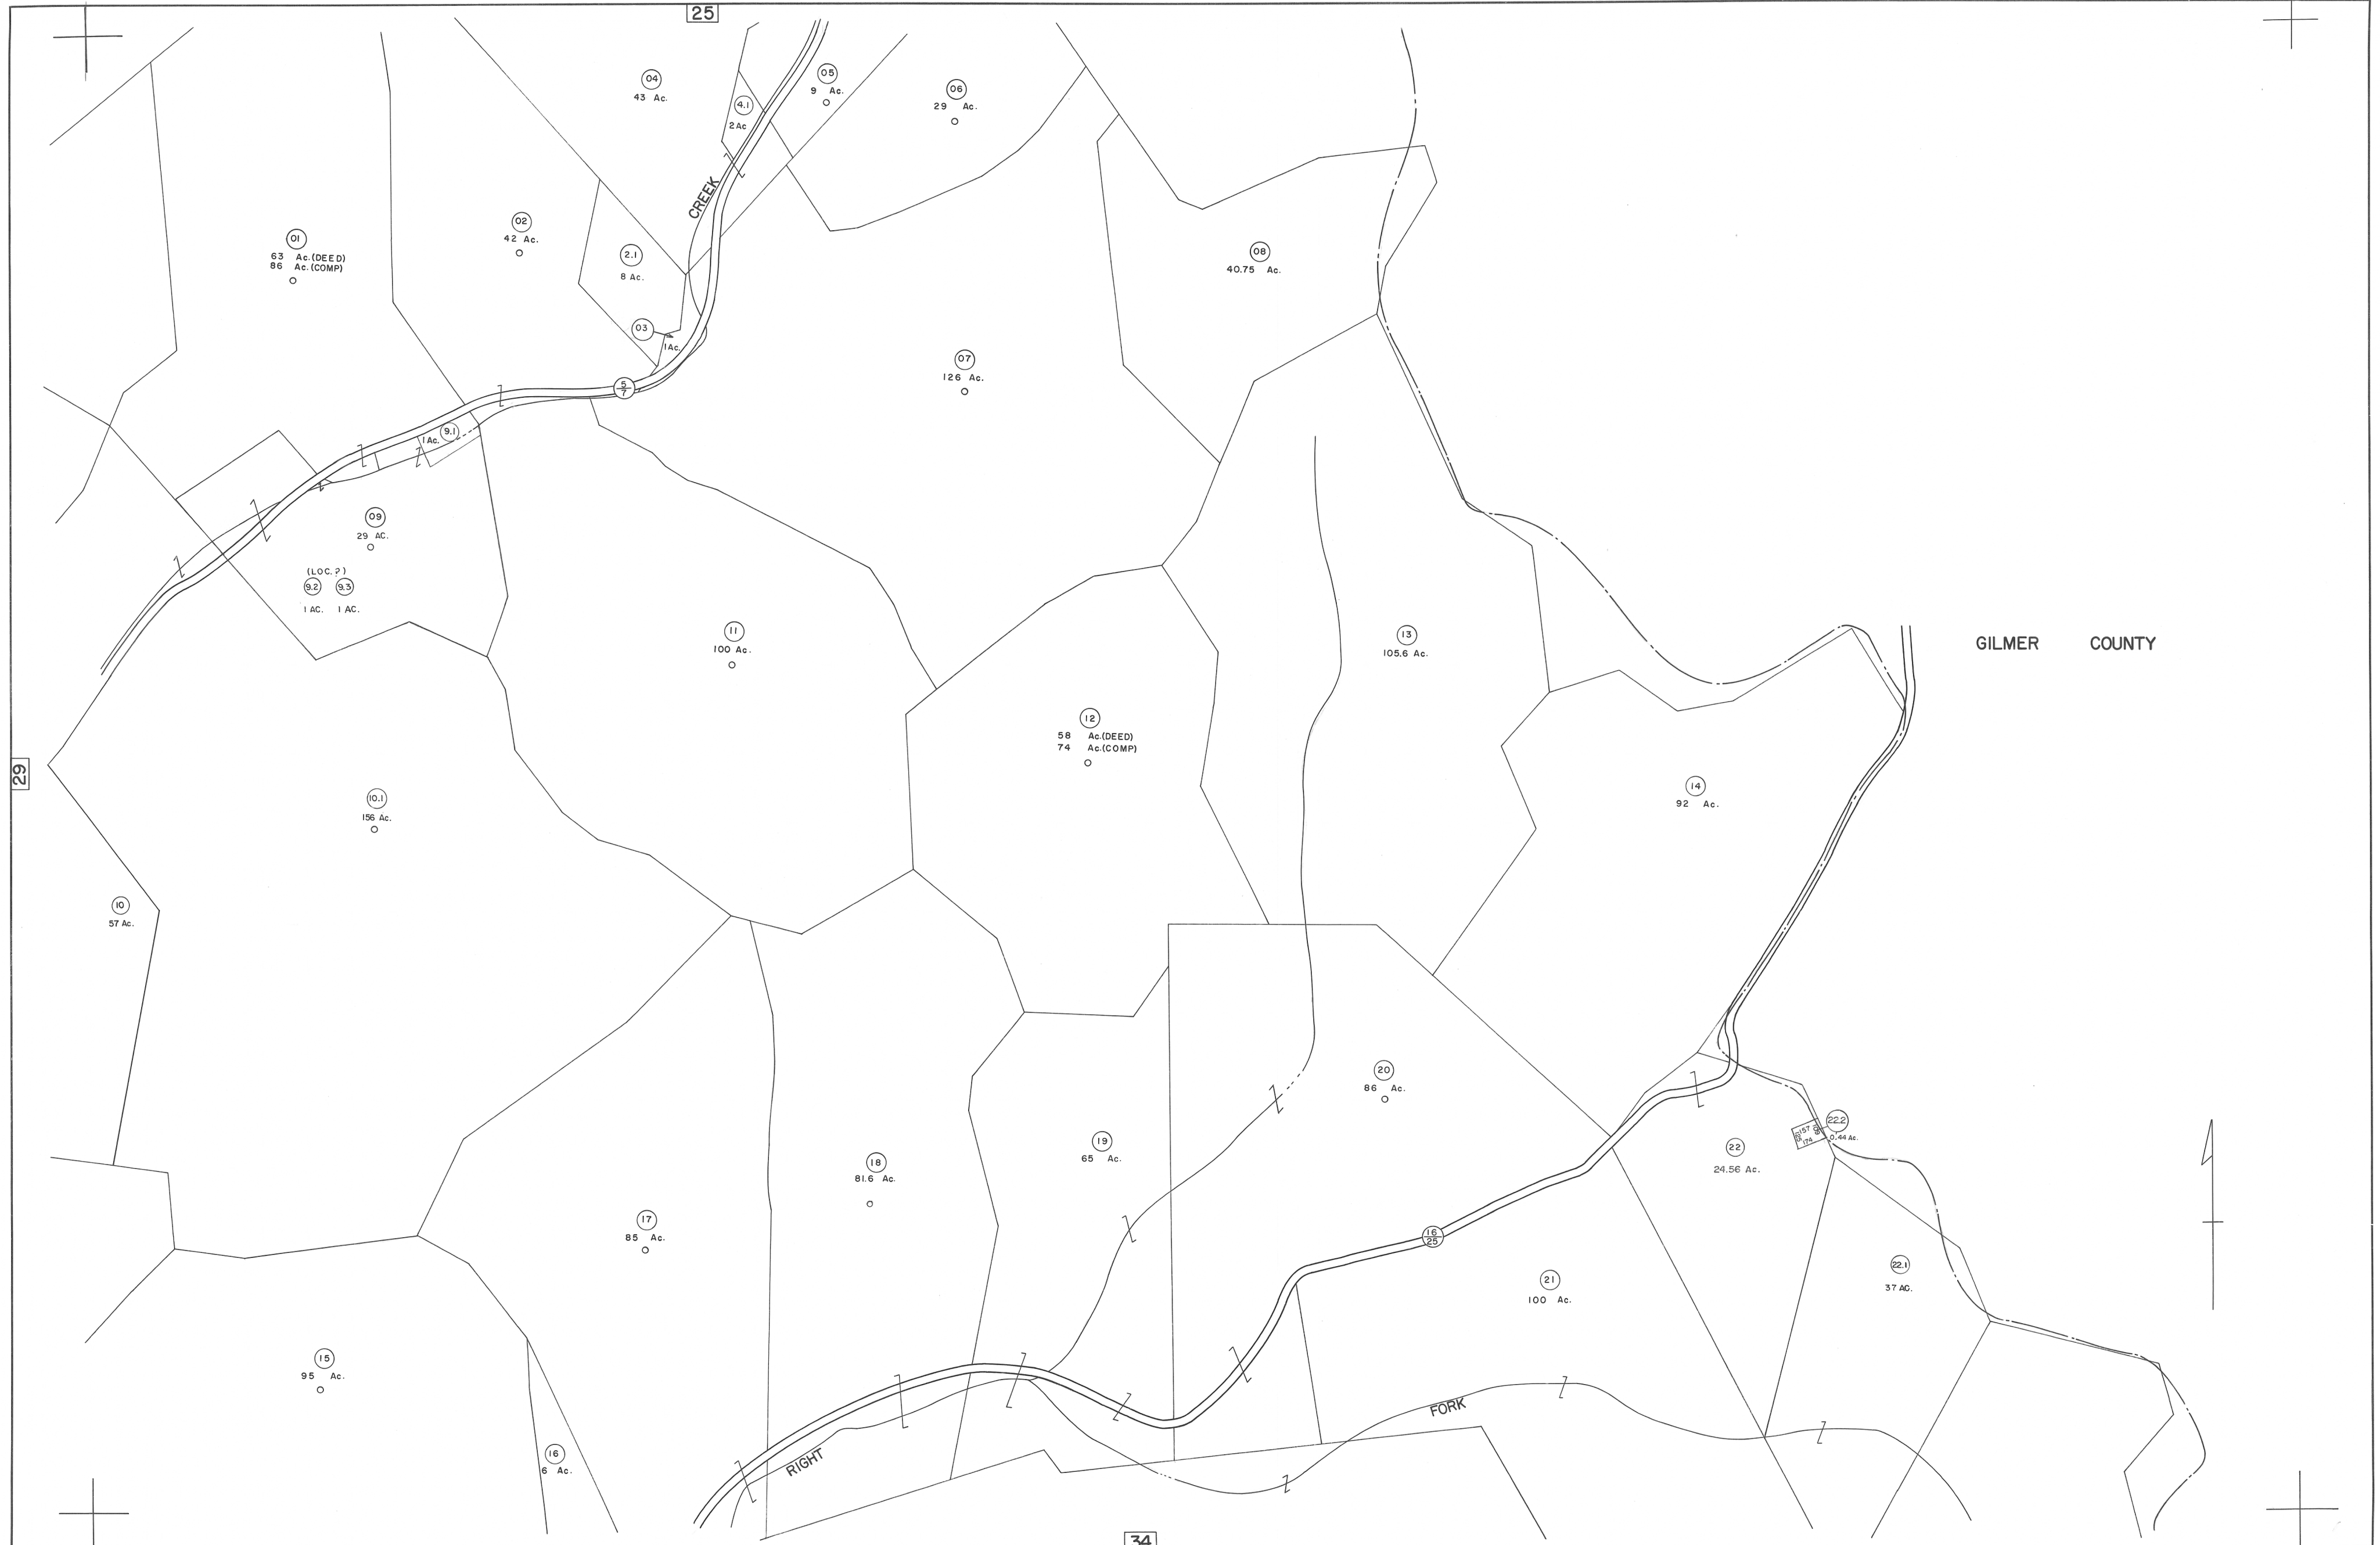 25
04
43 Ac.
4.1
2 Ac
05
9 Ac.
06
29 Ac.
CREEK
01
63 Ac. (DEED)
86 Ac. (COMP)
02
42 Ac.
2.1
8 Ac.
03
1 Ac.
08
40.75 Ac.
07
126 Ac.
5
7
9.1
1 Ac.
09
29 AC.
(LOC. ?)
9.2 9.3
1 AC. 1 AC.
11
100 Ac.
13
105.6 Ac.
GILMER COUNTY
12
58 Ac. (DEED)
74 Ac. (COMP)
29
10.1
156 Ac.
14
92 Ac.
10
57 Ac.
20
86 Ac.
19
65 Ac.
22.2
0.44 Ac.
157
174
22
24.56 Ac.
18
81.6 Ac.
17
85 Ac.
16
25
22.1
37 AC.
21
100 Ac.
15
95 Ac.
FORK
RIGHT
16
6 Ac.
34